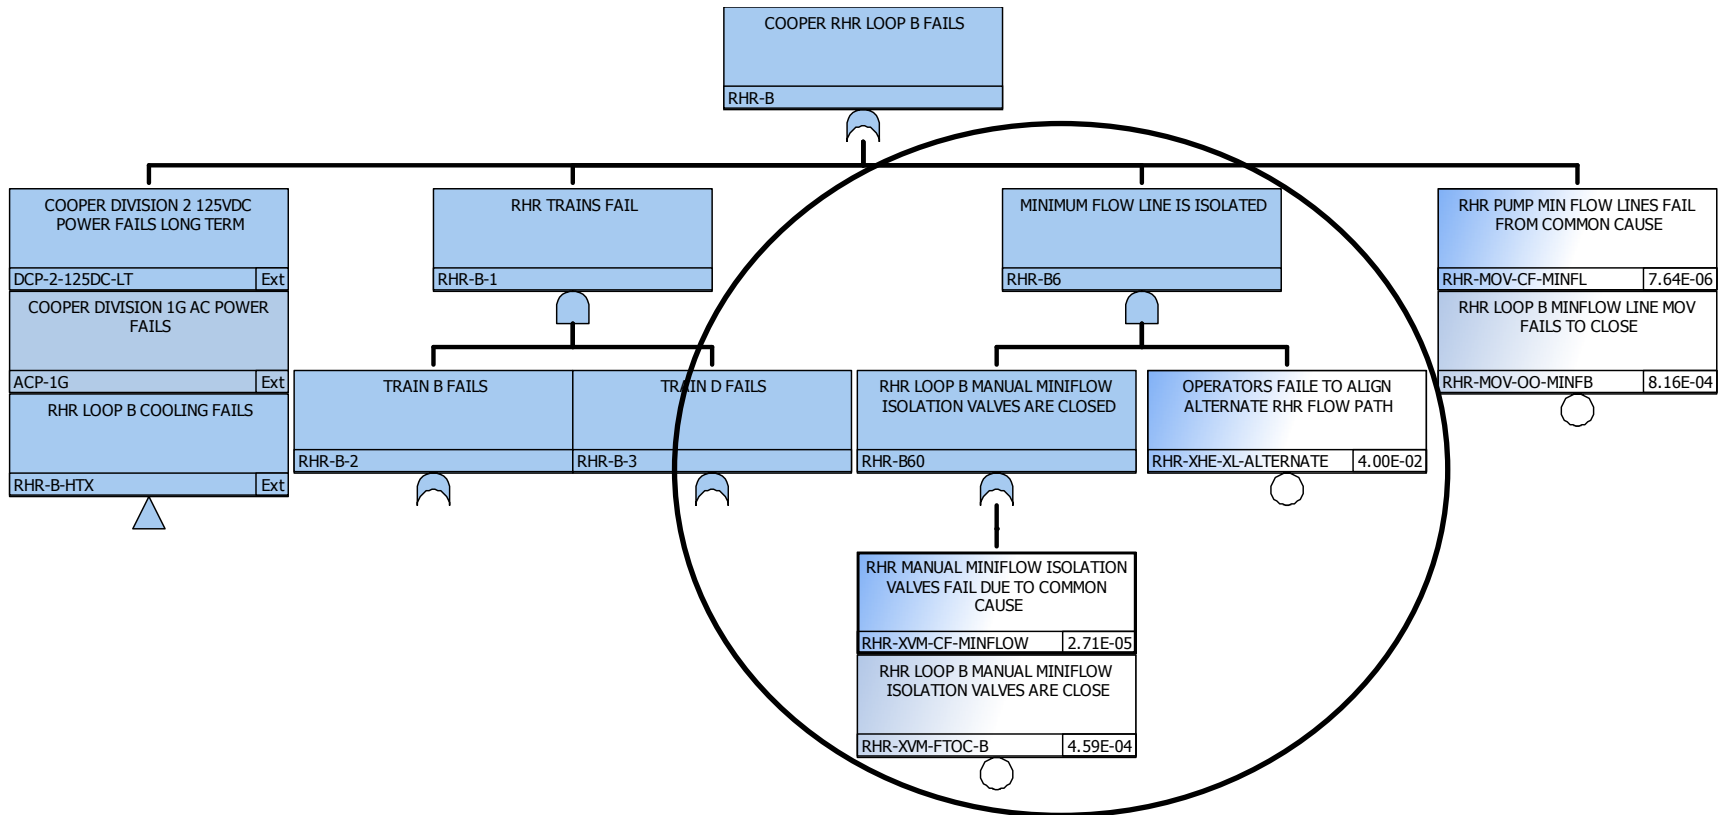 COOPER RHR LOOP B FAILS
RHR-B
COOPER DIVISION 2 125VDC
POWER FAILS LONG TERM
DCP-2-125DC-LT Ext
COOPER DIVISION 1G AC POWER
FAILS
ACP-1G Ext
RHR LOOP B COOLING FAILS
RHR-B-HTX Ext
RHR TRAINS FAIL
RHR-B-1
TRAIN B FAILS
RHR-B-2
TRAIN D FAILS
RHR-B-3
MINIMUM FLOW LINE IS ISOLATED
RHR-B6
RHR LOOP B MANUAL MINIFLOW
ISOLATION VALVES ARE CLOSED
RHR-B60
RHR MANUAL MINIFLOW ISOLATION
VALVES FAIL DUE TO COMMON
CAUSE
RHR-XVM-CF-MINFLOW 2.71E-05
RHR LOOP B MANUAL MINIFLOW
ISOLATION VALVES ARE CLOSE
RHR-XVM-FTOC-B 4.59E-04
OPERATORS FAILE TO ALIGN
ALTERNATE RHR FLOW PATH
RHR-XHE-XL-ALTERNATE 4.00E-02
RHR PUMP MIN FLOW LINES FAIL
FROM COMMON CAUSE
RHR-MOV-CF-MINFL 7.64E-06
RHR LOOP B MINFLOW LINE MOV
FAILS TO CLOSE
RHR-MOV-OO-MINFB 8.16E-04